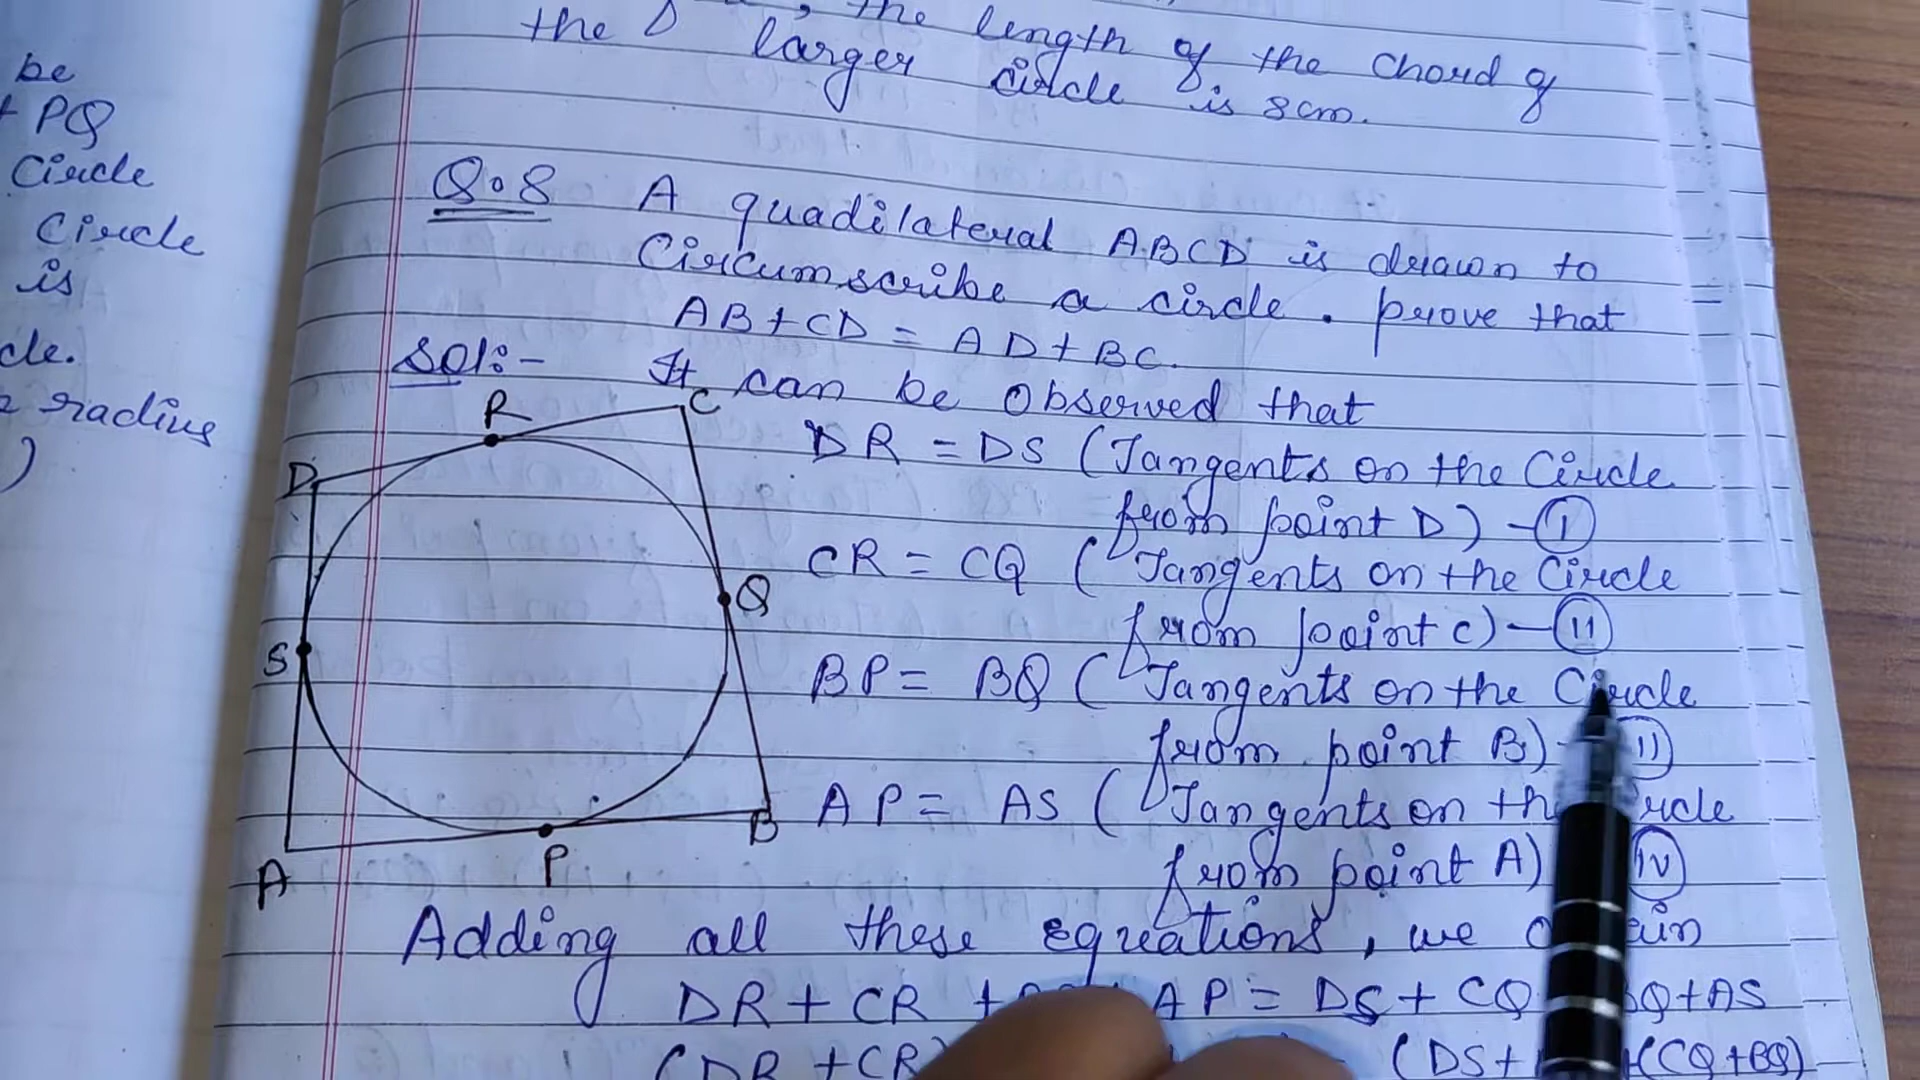 be
+ PQ
Circle
Circle
is
cle.
radius
)
the length of the chord of
the larger circle is 8cm.
Q.8 A quadilateral ABCD is drawn to
Circumscribe a circle. prove that
AB+CD = AD+BC.
Sol:- It can be observed that
DR = DS (Tangents on the Circle
from point D) - (I)
CR = CQ (Tangents on the Circle
from point C) - (II)
BP = BQ (Tangents on the Circle
from point B) -
AP = AS (Tangents on the
from point A) (IV)
R
C
D
Q
S
B
A
P
Adding all these equations, we
DR + CR + AP = DS + CQ BQ+AS
(DR + CR) (DS+ (CQ+BQ)